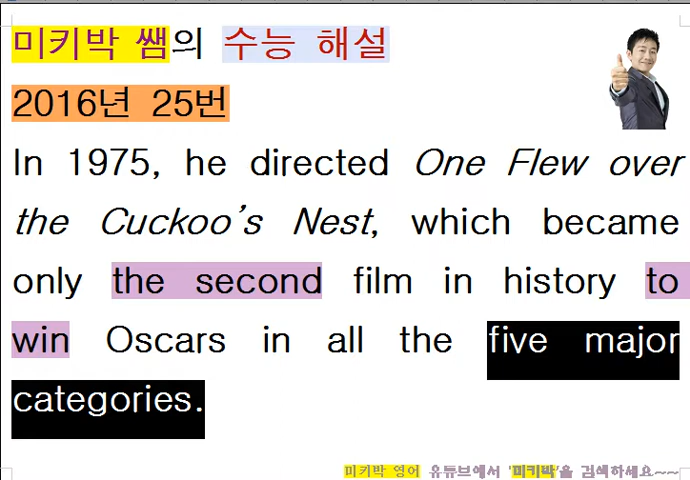 미키박 쌤의 수능 해설
2016년 25번
In 1975, he directed One Flew over
the Cuckoo's Nest, which became
only the second film in history to
win Oscars in all the five major
categories.
미키박 영어 유튜브에서 '미키박'을 검색하세요~~